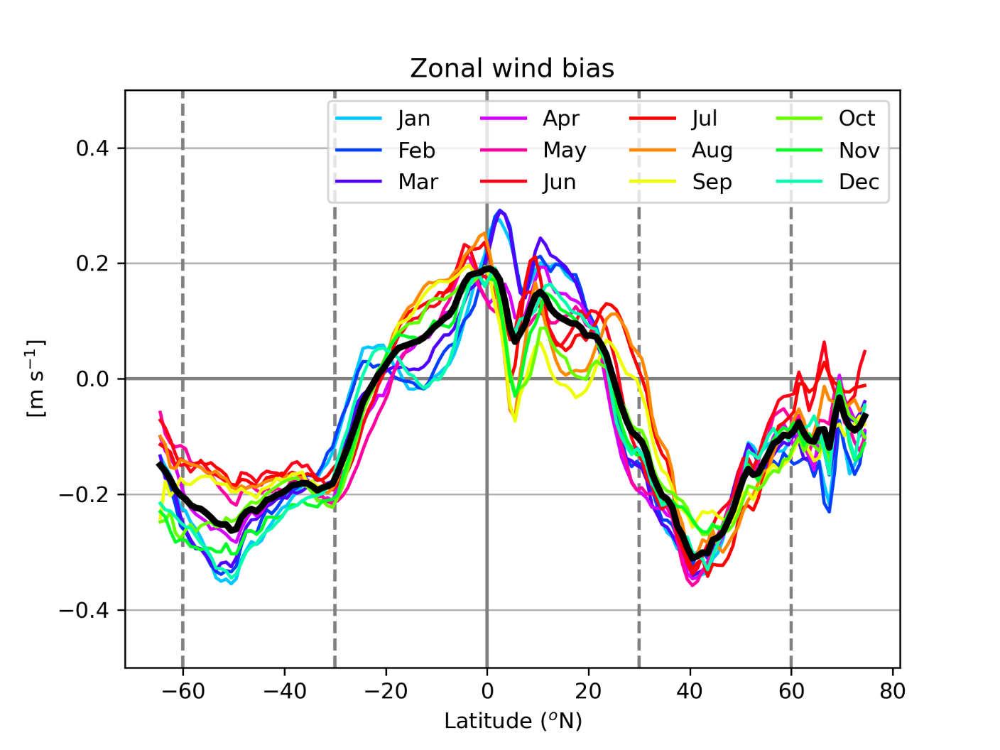 Zonal wind bias
Jan Apr Jul Oct
Feb May Aug Nov
Mar Jun Sep Dec
0.4
0.2
0.0
−0.2
−0.4
[m s⁻¹]
−60 −40 −20 0 20 40 60 80
Latitude (ᵒN)